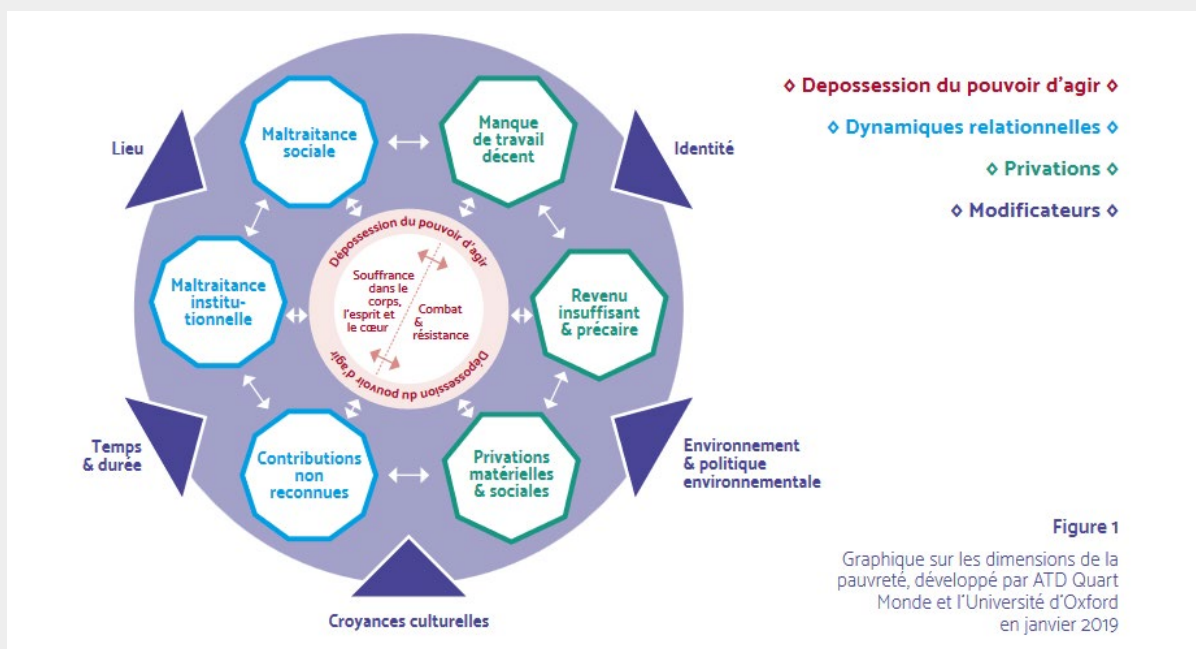 ◊ Depossession du pouvoir d'agir ◊
◊ Dynamiques relationnelles ◊
◊ Privations ◊
◊ Modificateurs ◊
Maltraitance
sociale
Manque
de travail
décent
Lieu
Identité
Dépossession du pouvoir d'agir
Souffrance
dans le
corps,
l'esprit et
le cœur
Combat
&
résistance
Dépossession du pouvoir d'agir
Maltraitance
institu-
tionnelle
Revenu
insuffisant
& précaire
Temps
& durée
Contributions
non
reconnues
Privations
matérielles
& sociales
Environnement
& politique
environnementale
Croyances culturelles
Figure 1
Graphique sur les dimensions de la
pauvreté, développé par ATD Quart
Monde et l'Université d'Oxford
en janvier 2019